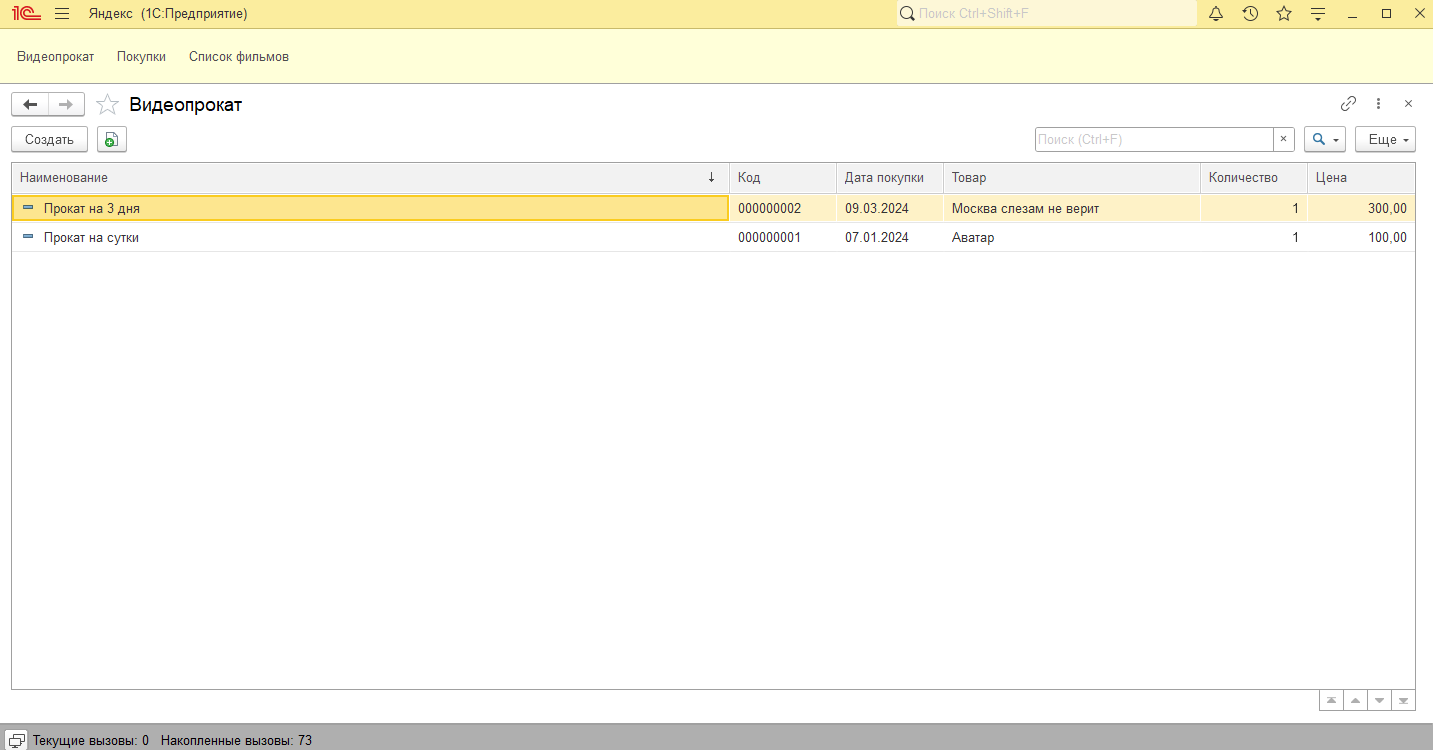 1С Яндекс (1С:Предприятие) Поиск Ctrl+Shift+F
Видеопрокат Покупки Список фильмов
Видеопрокат
Создать Поиск (Ctrl+F) × Еще
Наименование ↓ Код Дата покупки Товар Количество Цена
Прокат на 3 дня 000000002 09.03.2024 Москва слезам не верит 1 300,00
Прокат на сутки 000000001 07.01.2024 Аватар 1 100,00
Текущие вызовы: 0 Накопленные вызовы: 73